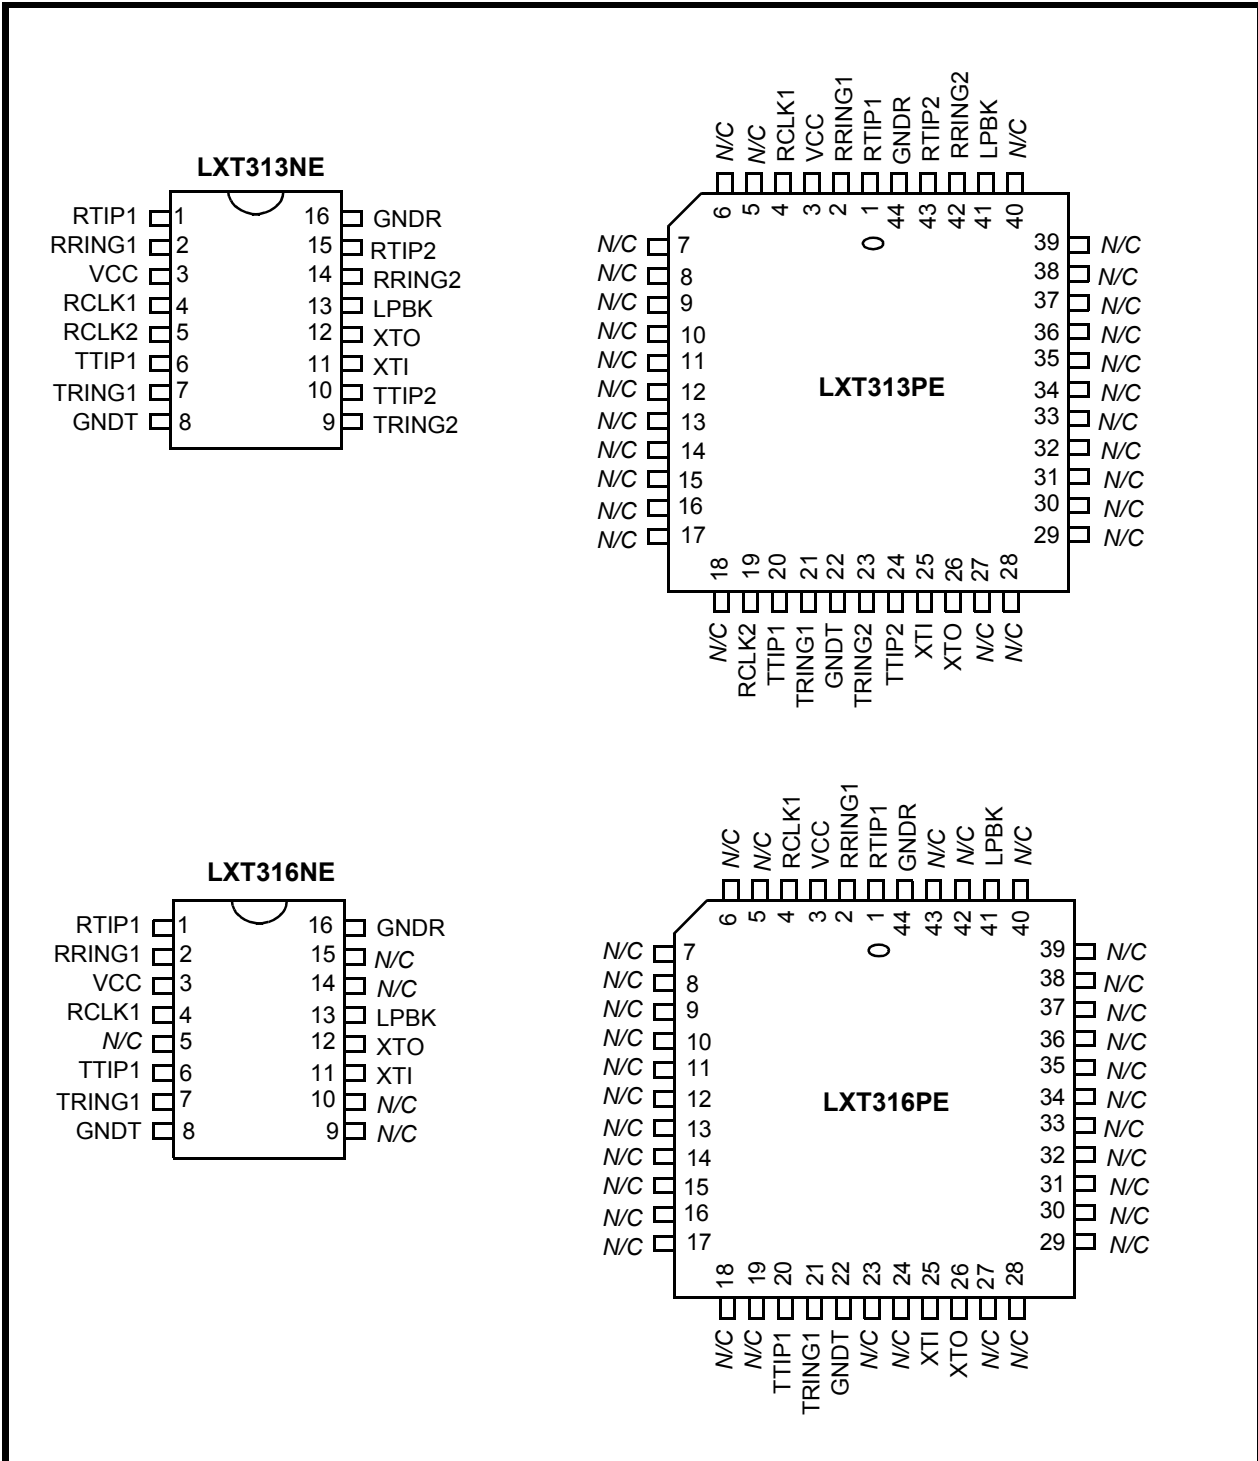 LXT313NE
RTIP1 1 16 GNDR
RRING1 2 15 RTIP2
VCC 3 14 RRING2
RCLK1 4 13 LPBK
RCLK2 5 12 XTO
TTIP1 6 11 XTI
TRING1 7 10 TTIP2
GNDT 8 9 TRING2
N/C N/C RCLK1 VCC RRING1 RTIP1 GNDR RTIP2 RRING2 LPBK N/C
6 5 4 3 2 1 44 43 42 41 40
N/C 7 39 N/C
N/C 8 38 N/C
N/C 9 37 N/C
N/C 10 36 N/C
N/C 11 35 N/C
N/C 12 LXT313PE 34 N/C
N/C 13 33 N/C
N/C 14 32 N/C
N/C 15 31 N/C
N/C 16 30 N/C
N/C 17 29 N/C
18 19 20 21 22 23 24 25 26 27 28
N/C RCLK2 TTIP1 TRING1 GNDT TRING2 TTIP2 XTI XTO N/C N/C
LXT316NE
RTIP1 1 16 GNDR
RRING1 2 15 N/C
VCC 3 14 N/C
RCLK1 4 13 LPBK
N/C 5 12 XTO
TTIP1 6 11 XTI
TRING1 7 10 N/C
GNDT 8 9 N/C
N/C N/C RCLK1 VCC RRING1 RTIP1 GNDR N/C N/C LPBK N/C
6 5 4 3 2 1 44 43 42 41 40
N/C 7 39 N/C
N/C 8 38 N/C
N/C 9 37 N/C
N/C 10 36 N/C
N/C 11 35 N/C
N/C 12 LXT316PE 34 N/C
N/C 13 33 N/C
N/C 14 32 N/C
N/C 15 31 N/C
N/C 16 30 N/C
N/C 17 29 N/C
18 19 20 21 22 23 24 25 26 27 28
N/C N/C TTIP1 TRING1 GNDT N/C N/C XTI XTO N/C N/C